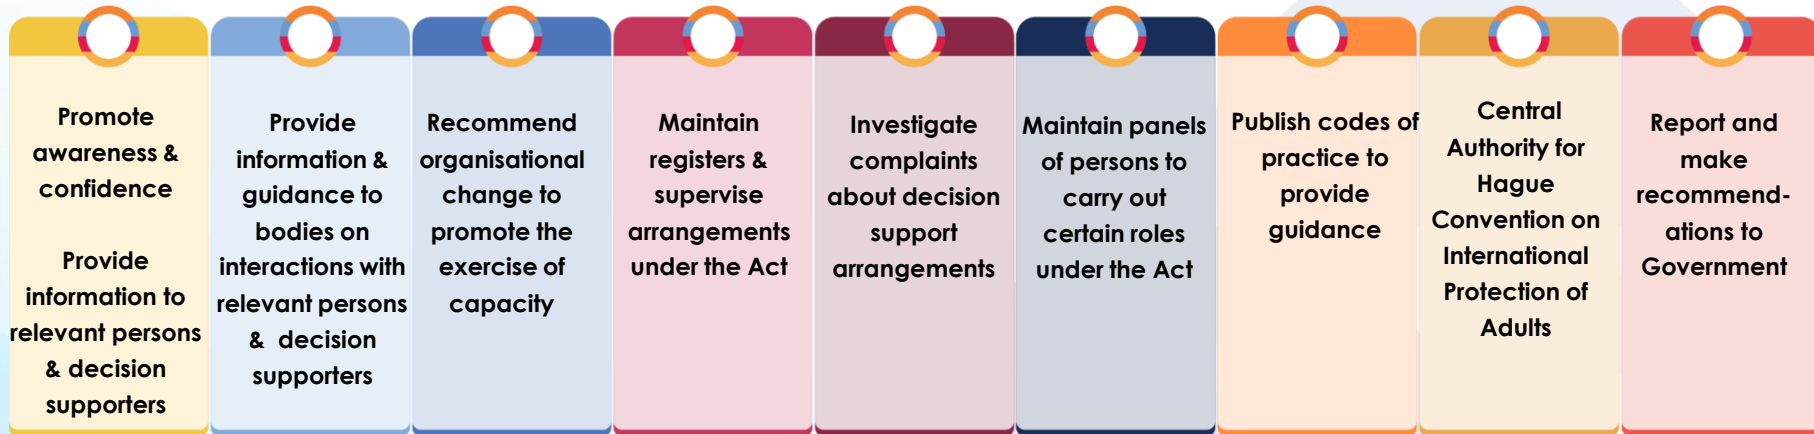 Promote
awareness &
confidence
Provide
information to
relevant persons
& decision
supporters
Provide
information &
guidance to
bodies on
interactions with
relevant persons
& decision
supporters
Recommend
organisational
change to
promote the
exercise of
capacity
Maintain
registers &
supervise
arrangements
under the Act
Investigate
complaints
about decision
support
arrangements
Maintain panels
of persons to
carry out
certain roles
under the Act
Publish codes of
practice to
provide
guidance
Central
Authority for
Hague
Convention on
International
Protection of
Adults
Report and
make
recommend-
ations to
Government